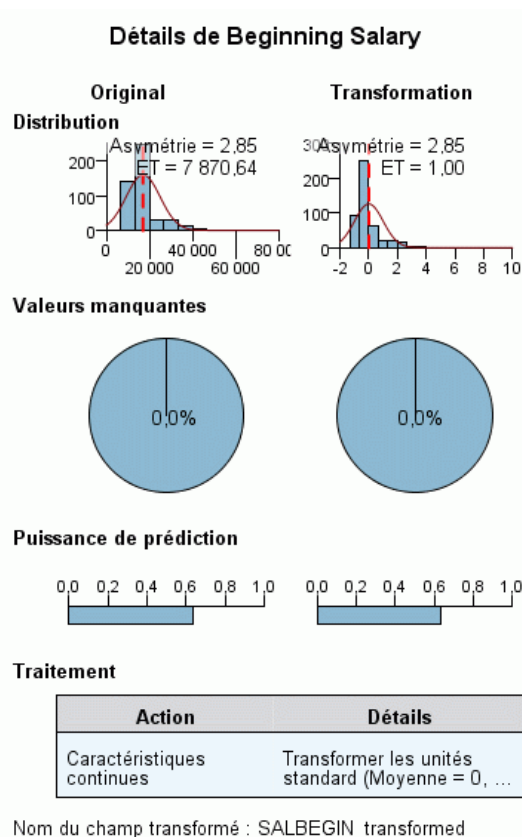 Détails de Beginning Salary
Original Transformation
Distribution
Asymétrie = 2,85
ET = 7 870,64
200
100
0
0 20 000 40 000 60 000 80 00
Asymétrie = 2,85
ET = 1,00
300
200
100
0
-2 0 2 4 6 8 10
Valeurs manquantes
0,0% 0,0%
Puissance de prédiction
0,0 0,2 0,4 0,6 0,8 1,0 0,0 0,2 0,4 0,6 0,8 1,0
Traitement
Action Détails
Caractéristiques continues Transformer les unités standard (Moyenne = 0, ...
Nom du champ transformé : SALBEGIN_transformed